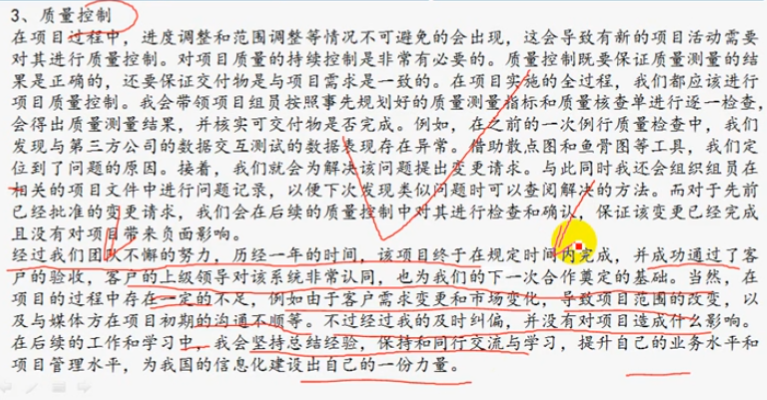 3、质量控制
在项目过程中，进度调整和范围调整等情况不可避免的会出现，这会导致有新的项目活动需要
对其进行质量控制。对项目质量的持续控制是非常有必要的。质量控制既要保证质量测量的结
果是正确的，还要保证交付物是与项目需求是一致的。在项目实施的全过程，我们都应该进行
项目质量控制。我会带领项目组员按照事先规划好的质量测量指标和质量核查单进行逐一检查，
会得出质量测量结果，并核实可交付物是否完成。例如，在之前的一次例行质量检查中，我们
发现与第三方公司的数据交互测试的数据表现存在异常。借助散点图和鱼骨图等工具，我们定
位到了问题的原因。接着，我们就会为解决该问题提出变更请求。与此同时我还会组织组员在
相关的项目文件中进行问题记录，以便下次发现类似问题时可以查阅解决的方法。而对于先前
已经批准的变更请求，我们会在后续的质量控制中对其进行检查和确认，保证该变更已经完成
且没有对项目带来负面影响。
经过我们团队不懈的努力，历经一年的时间，该项目终于在规定时间内完成，并成功通过了客
户的验收，客户的上级领导对该系统非常认同，也为我们的下一次合作奠定的基础。当然，在
项目的过程中存在一定的不足，例如由于客户需求变更和市场变化，导致项目范围的改变，以
及与媒体方在项目初期的沟通不顺等。不过经过我的及时纠偏，并没有对项目造成什么影响。
在后续的工作和学习中，我会坚持总结经验，保持和同行交流与学习，提升自己的业务水平和
项目管理水平，为我国的信息化建设出自己的一份力量。